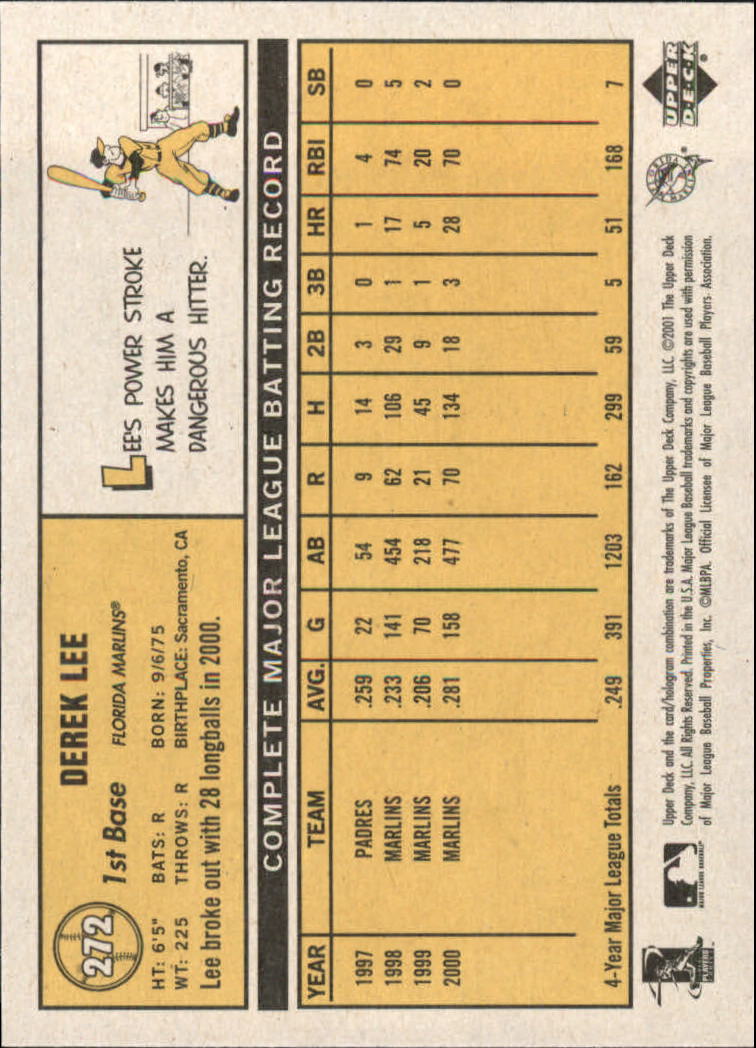 272
DEREK LEE
1st Base FLORIDA MARLINS®
HT: 6'5" BATS: R BORN: 9/6/75
WT: 225 THROWS: R BIRTHPLACE: Sacramento, CA
Lee broke out with 28 longballs in 2000.
LEE'S POWER STROKE
MAKES HIM A
DANGEROUS HITTER.
COMPLETE MAJOR LEAGUE BATTING RECORD
YEAR TEAM AVG. G AB R H 2B 3B HR RBI SB
1997 PADRES .259 22 54 9 14 3 0 1 4 0
1998 MARLINS .233 141 454 62 106 29 1 17 74 5
1999 MARLINS .206 70 218 21 45 9 1 5 20 2
2000 MARLINS .281 158 477 70 134 18 3 28 70 0
4-Year Major League Totals .249 391 1203 162 299 59 5 51 168 7
PLAYERS
MAJOR LEAGUE BASEBALL
Upper Deck and the card/hologram combination are trademarks of The Upper Deck Company, LLC. ©2001 The Upper Deck
Company, LLC. All Rights Reserved. Printed in the U.S.A. Major League Baseball trademarks and copyrights are used with permission
of Major League Baseball Properties, Inc. ©MLBPA. Official Licensee of Major League Baseball Players Association.
FLORIDA MARLINS
UPPER
DECK®